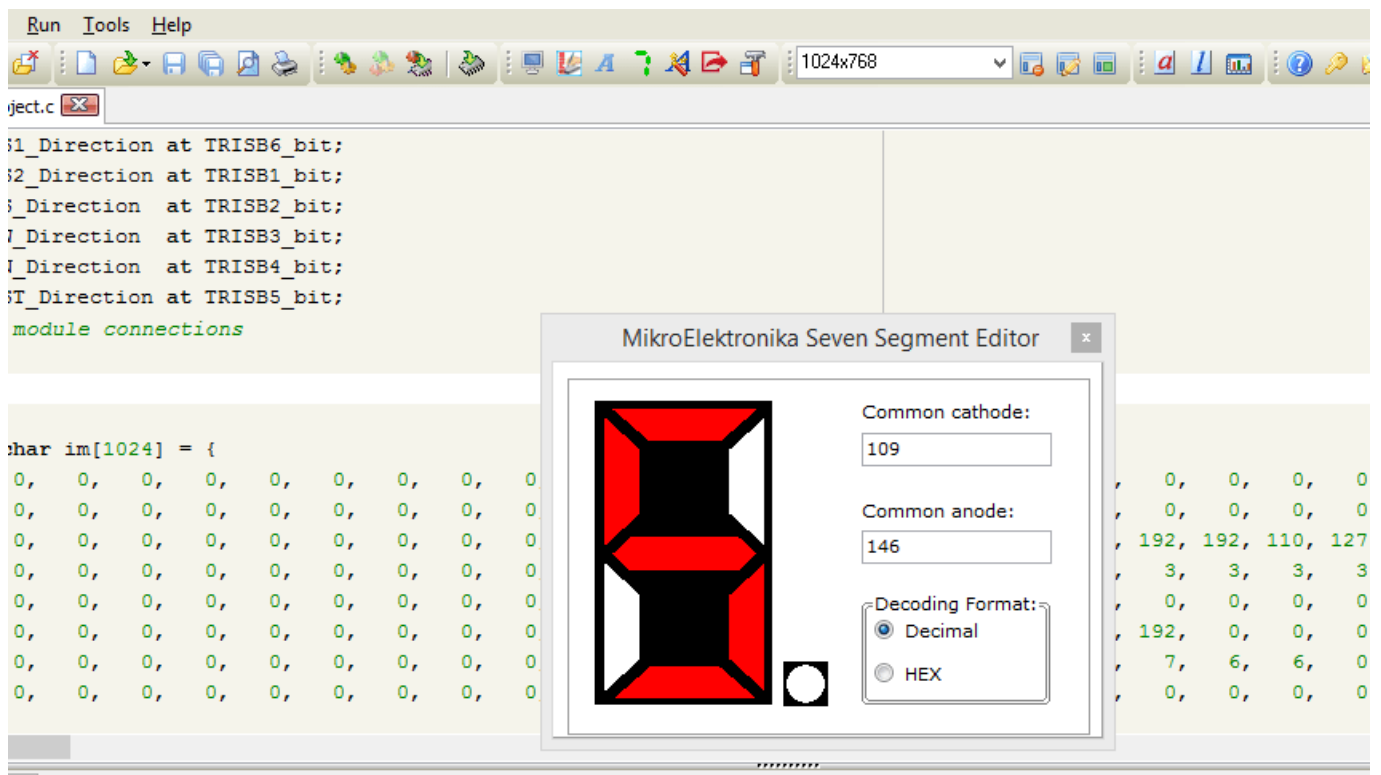 Run Tools Help
1024x768
ject.c
S1_Direction at TRISB6_bit;
S2_Direction at TRISB1_bit;
S_Direction  at TRISB2_bit;
W_Direction  at TRISB3_bit;
N_Direction  at TRISB4_bit;
ST_Direction at TRISB5_bit;
module connections
MikroElektronika Seven Segment Editor
Common cathode:
109
Common anode:
146
Decoding Format:
Decimal
HEX
char im[1024] = {
0, 0, 0, 0, 0, 0, 0, 0, 0 , 0, 0, 0, 0
0, 0, 0, 0, 0, 0, 0, 0, 0, , 0, 0, 0, 0
0, 0, 0, 0, 0, 0, 0, 0, 0, , 192, 192, 110, 127
0, 0, 0, 0, 0, 0, 0, 0, 0 , 3, 3, 3, 3
0, 0, 0, 0, 0, 0, 0, 0, 0 , 0, 0, 0, 0
0, 0, 0, 0, 0, 0, 0, 0, 0 , 192, 0, 0, 0
0, 0, 0, 0, 0, 0, 0, 0, 0 , 7, 6, 6, 0
0, 0, 0, 0, 0, 0, 0, 0, 0 , 0, 0, 0, 0